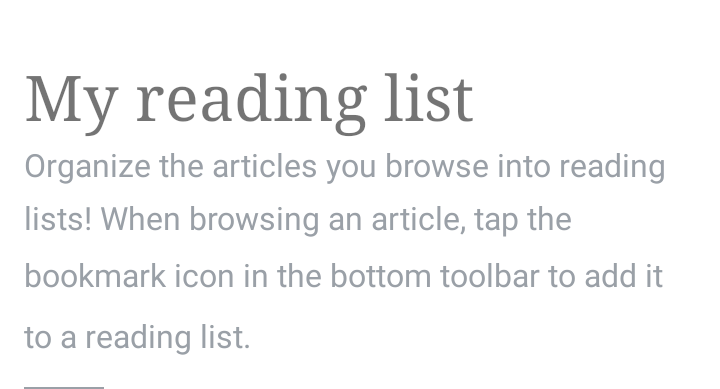 My reading list
Organize the articles you browse into reading
lists! When browsing an article, tap the
bookmark icon in the bottom toolbar to add it
to a reading list.